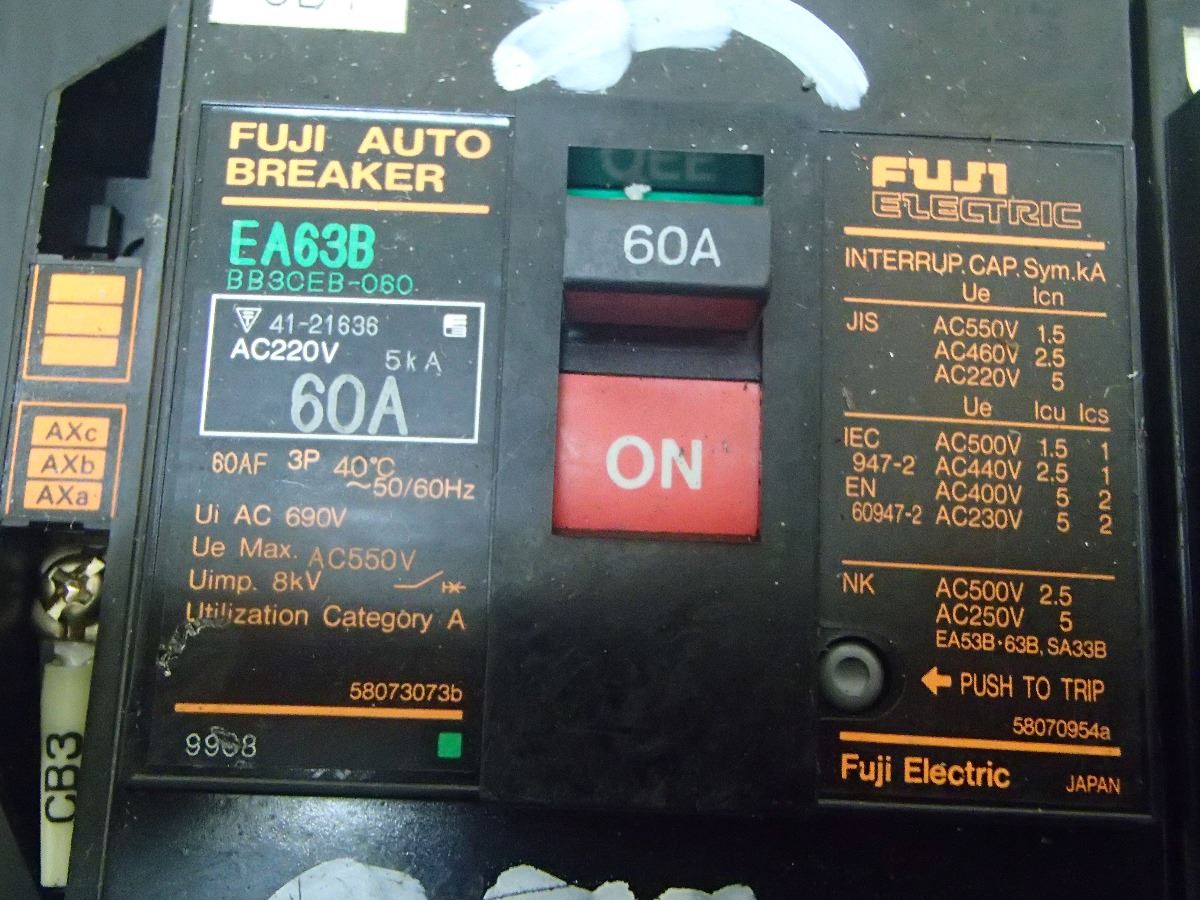 FUJI AUTO
BREAKER
EA63B
BB3CEB-060
41-21636
AC220V 5kA
60A
60AF 3P 40°C
~50/60Hz
Ui AC 690V
Ue Max. AC550V
Uimp. 8kV
Utilization Category A
58073073b
AXc
AXb
AXa
CB3
60A
ON
FUJI
ELECTRIC
INTERRUP. CAP. Sym.kA
Ue Icn
JIS AC550V 1.5
AC460V 2.5
AC220V 5
Ue Icu Ics
IEC AC500V 1.5 1
947-2 AC440V 2.5 1
EN AC400V 5 2
60947-2 AC230V 5 2
NK AC500V 2.5
AC250V 5
EA53B·63B, SA33B
PUSH TO TRIP
58070954a
Fuji Electric JAPAN